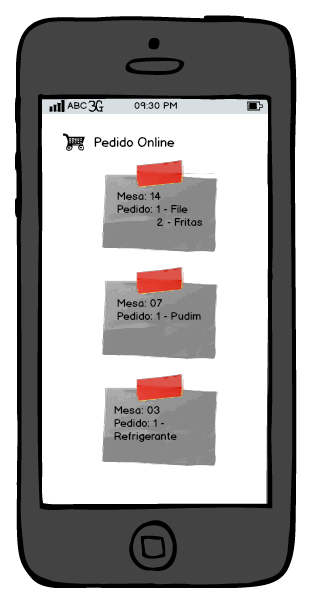 ABC 3G 09:30 PM
Pedido Online
Mesa: 14
Pedido: 1 - File
2 - Fritas
Mesa: 07
Pedido: 1 - Pudim
Mesa: 03
Pedido: 1 -
Refrigerante